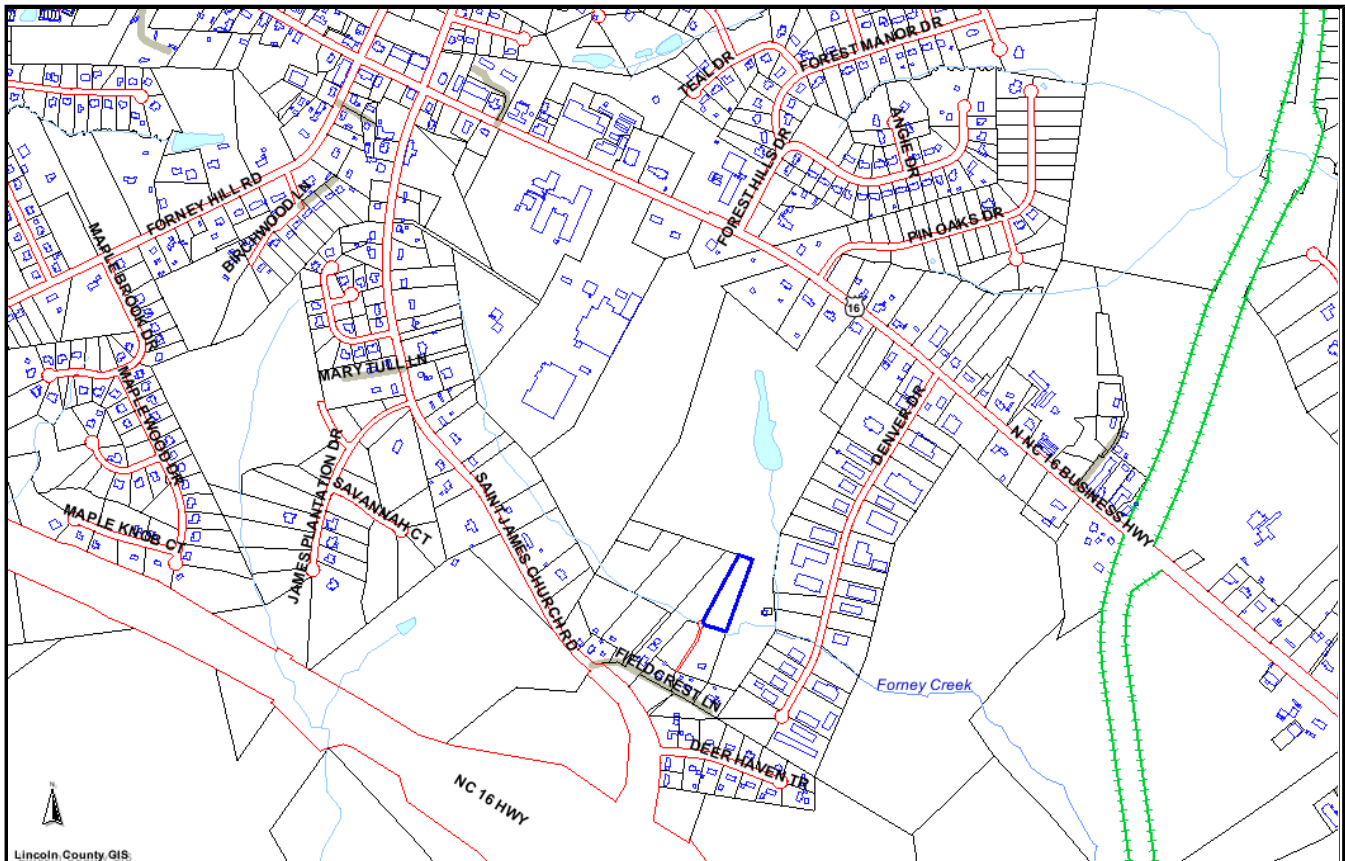 TEAL DR
FOREST MANOR DR
ANGIE DR
FOREST HILLS DR
FORNEY HILL RD
BIRCHWOOD LN
PIN OAKS DR
MAPLE BROOK DR
16
MARY TULL LN
MAPLEWOOD DR
DENVER DR
N NC 16 BUSINESS HWY
JAMES PLANTATION DR
SAVANNAH CT
SAINT JAMES CHURCH RD
MAPLE KNOB CT
FIELDCREST LN
Forney Creek
DEER HAVEN TR
NC 16 HWY
N
Lincoln County GIS